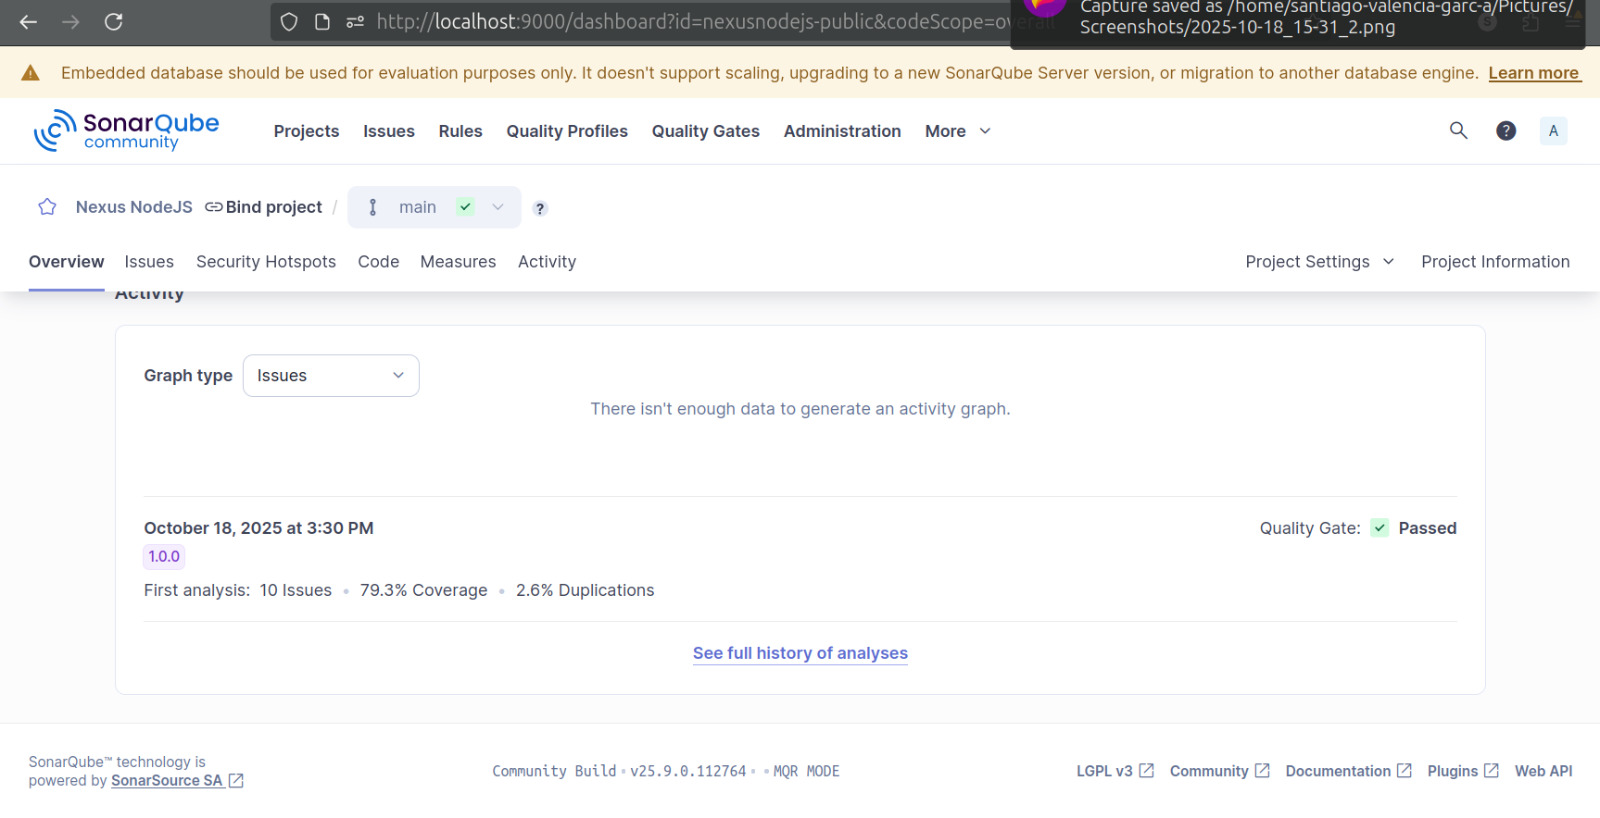 http://localhost:9000/dashboard?id=nexusnodejs-public&codeScope=overall
Capture saved as /home/santiago-valencia-garc-a/Pictures/
Screenshots/2025-10-18_15-31_2.png
Embedded database should be used for evaluation purposes only. It doesn't support scaling, upgrading to a new SonarQube Server version, or migration to another database engine. Learn more
SonarQube
community
Projects Issues Rules Quality Profiles Quality Gates Administration More
? A
Nexus NodeJS Bind project / main ?
Overview Issues Security Hotspots Code Measures Activity Project Settings Project Information
Activity
Graph type Issues
There isn't enough data to generate an activity graph.
October 18, 2025 at 3:30 PM Quality Gate: Passed
1.0.0
First analysis: 10 Issues • 79.3% Coverage • 2.6% Duplications
See full history of analyses
SonarQube™ technology is
powered by SonarSource SA
Community Build • v25.9.0.112764 • • MQR MODE
LGPL v3 Community Documentation Plugins Web API